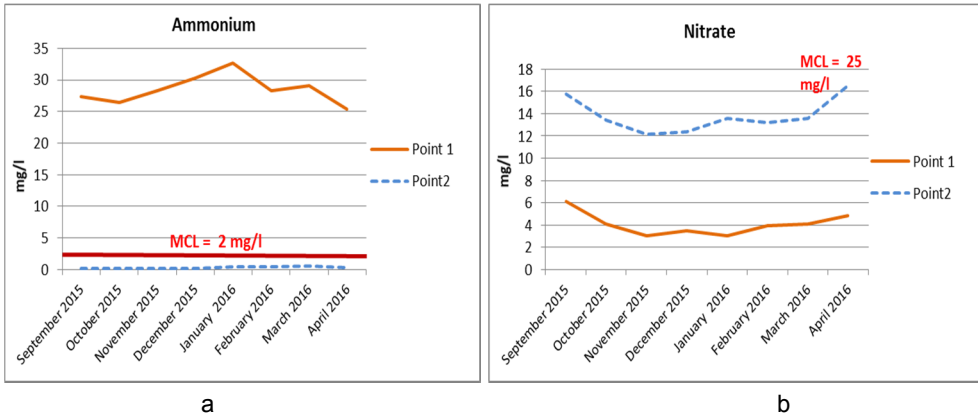 Ammonium
35
30
25
20
15
10
5
0
mg/l
MCL = 2 mg/l
September 2015
October 2015
November 2015
December 2015
January 2016
February 2016
March 2016
April 2016
Point 1
Point2
a
Nitrate
MCL = 25
mg/l
18
16
14
12
10
8
6
4
2
0
mg/l
September 2015
October 2015
November 2015
December 2015
January 2016
February 2016
March 2016
April 2016
Point 1
Point2
b